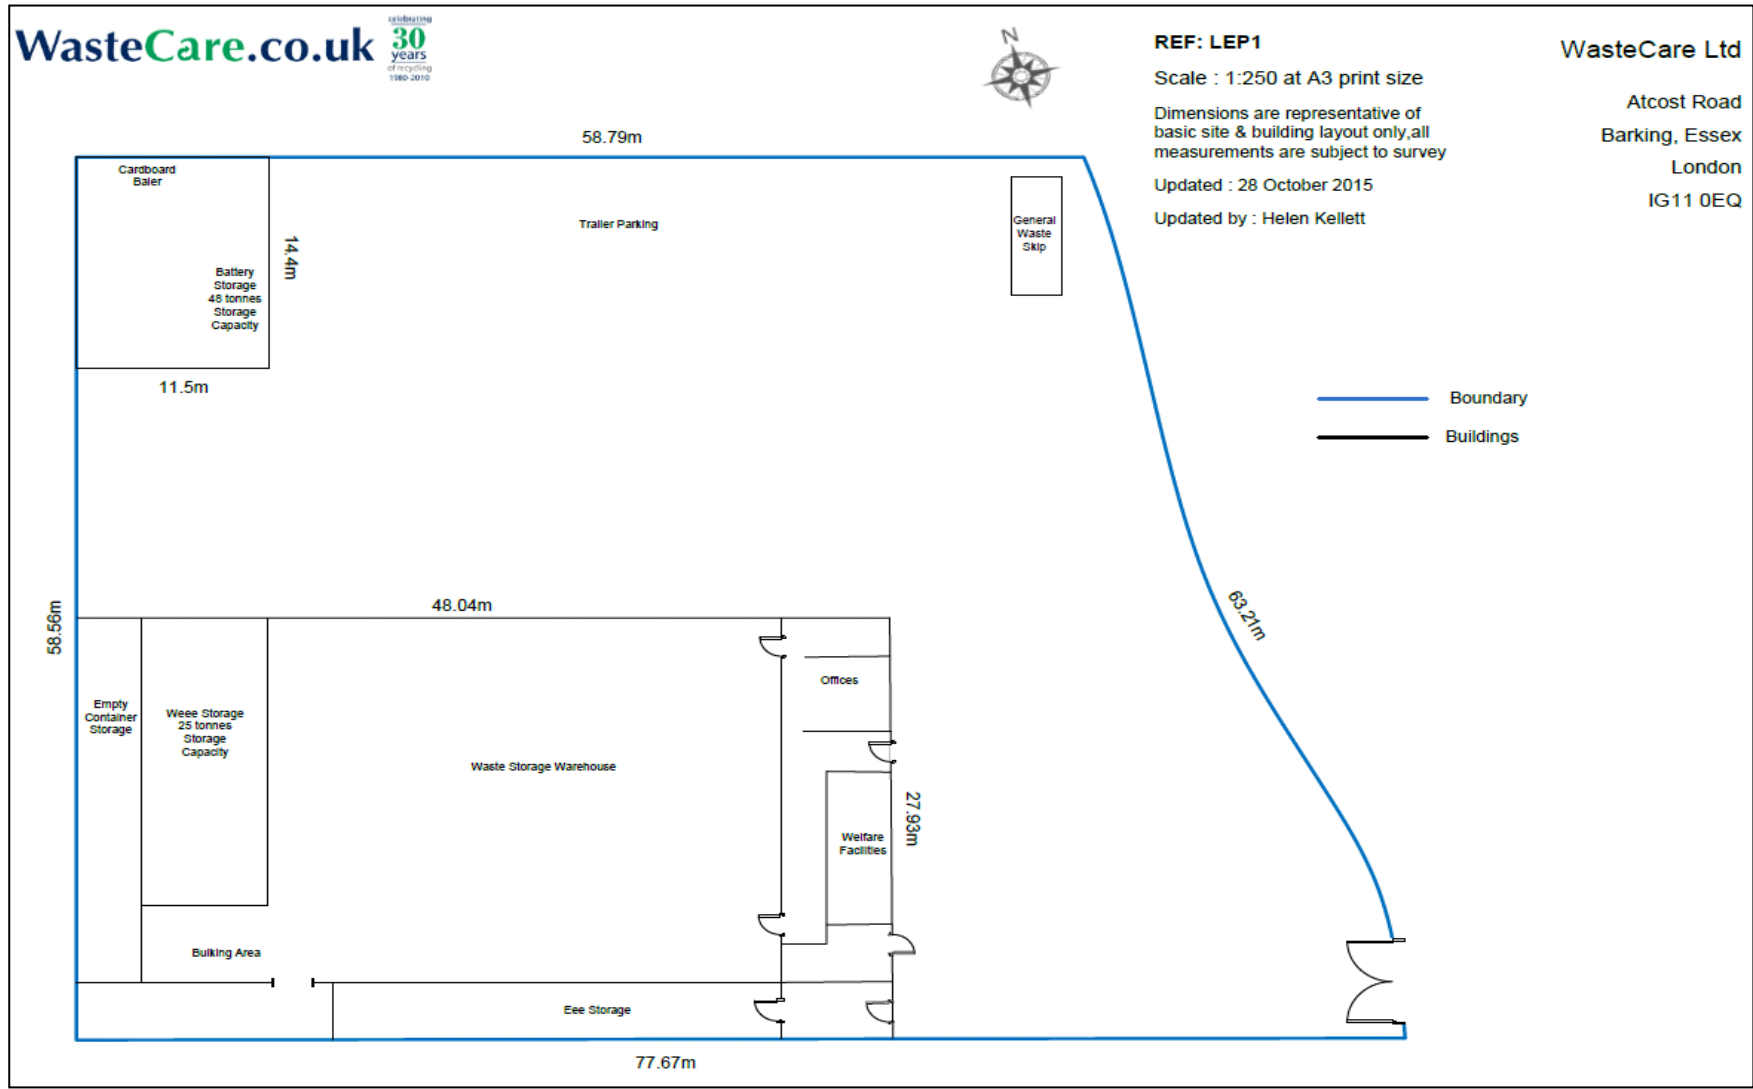 WasteCare.co.uk
celebrating
30
years
of recycling
1980-2010
N
REF: LEP1
Scale : 1:250 at A3 print size
Dimensions are representative of
basic site & building layout only,all
measurements are subject to survey
Updated : 28 October 2015
Updated by : Helen Kellett
WasteCare Ltd
Atcost Road
Barking, Essex
London
IG11 0EQ
58.79m
Cardboard
Baler
14.4m
Battery
Storage
48 tonnes
Storage
Capacity
11.5m
Trailer Parking
General
Waste
Skip
Boundary
Buildings
58.56m
48.04m
63.21m
Empty
Container
Storage
Weee Storage
25 tonnes
Storage
Capacity
Waste Storage Warehouse
Offices
27.93m
Welfare
Facilities
Bulking Area
Eee Storage
77.67m